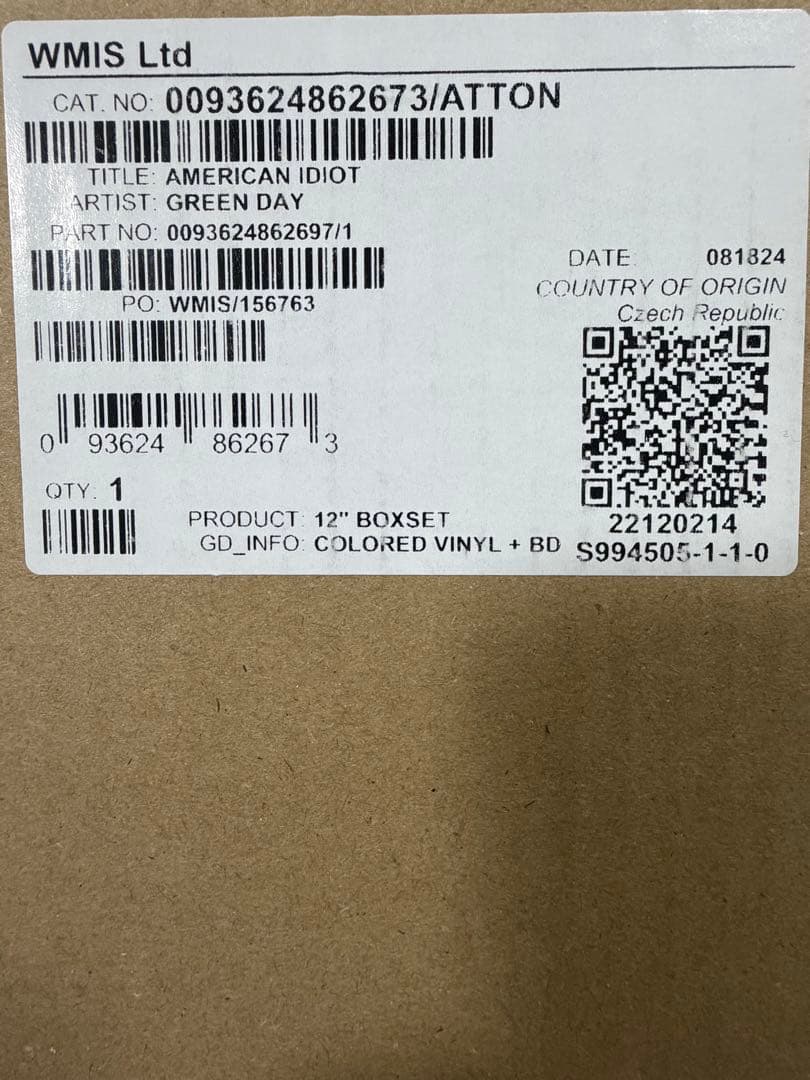 WMIS Ltd
CAT. NO: 0093624862673/ATTON
TITLE: AMERICAN IDIOT
ARTIST: GREEN DAY
PART NO: 0093624862697/1
PO: WMIS/156763
0 93624 86267 3
QTY: 1
PRODUCT: 12" BOXSET
GD_INFO: COLORED VINYL + BD
DATE: 081824
COUNTRY OF ORIGIN
Czech Republic
22120214
S994505-1-1-0